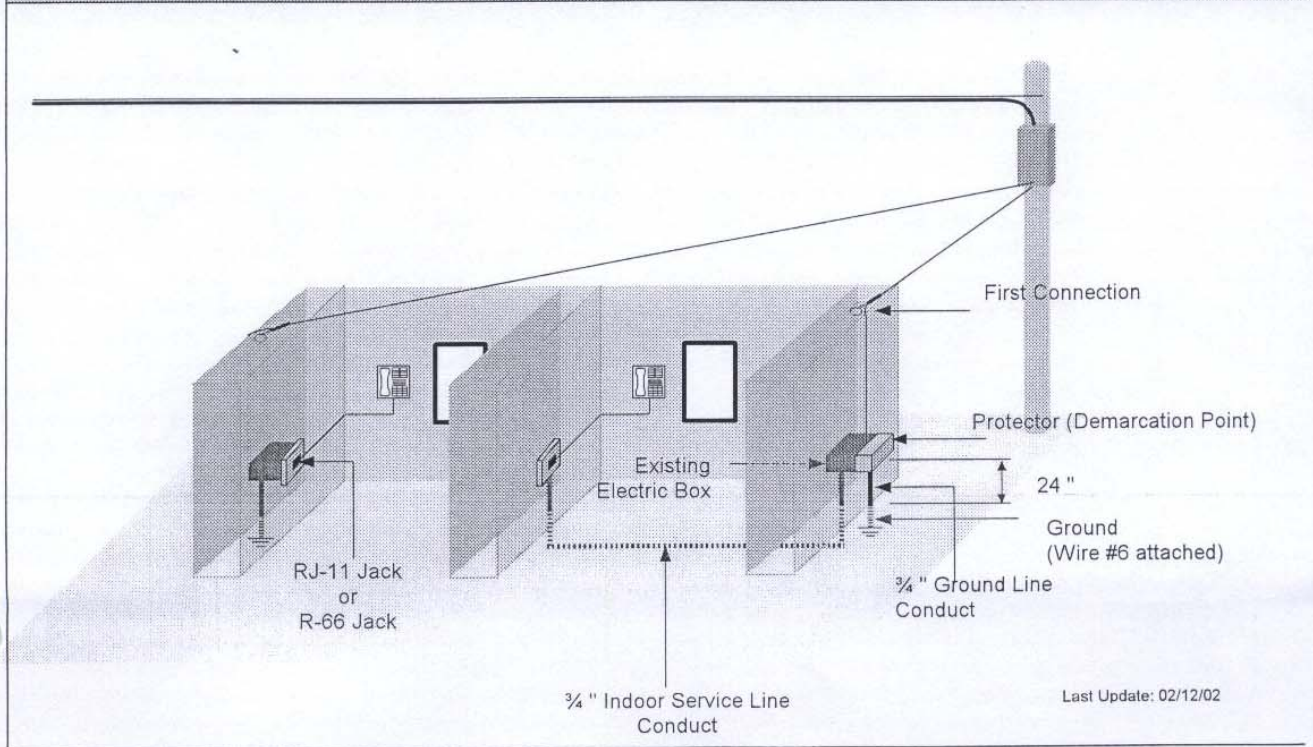 First Connection
Protector (Demarcation Point)
Existing
Electric Box
24 "
Ground
(Wire #6 attached)
RJ-11 Jack
or
R-66 Jack
¾ " Ground Line
Conduct
¾ " Indoor Service Line
Conduct
Last Update: 02/12/02